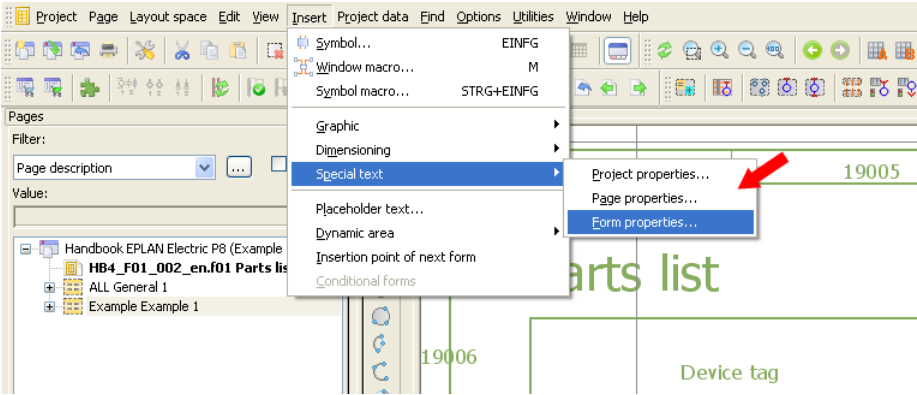 Project Page Layout space Edit View Insert Project data Find Options Utilities Window Help
Symbol... EINFG
Window macro... M
Symbol macro... STRG+EINFG
Graphic
Dimensioning
Special text
Placeholder text...
Dynamic area
Insertion point of next form
Conditional forms
Project properties...
Page properties...
Form properties...
Pages
Filter:
Page description
...
Value:
Handbook EPLAN Electric P8 (Example
HB4_F01_002_en.f01 Parts lis
ALL General 1
Example Example 1
19005
arts list
19006
Device tag